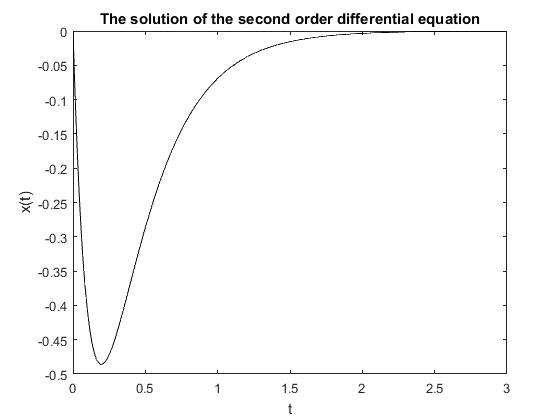 The solution of the second order differential equation
0
-0.05
-0.1
-0.15
-0.2
-0.25
-0.3
-0.35
-0.4
-0.45
-0.5
x(t)
0 0.5 1 1.5 2 2.5 3
t